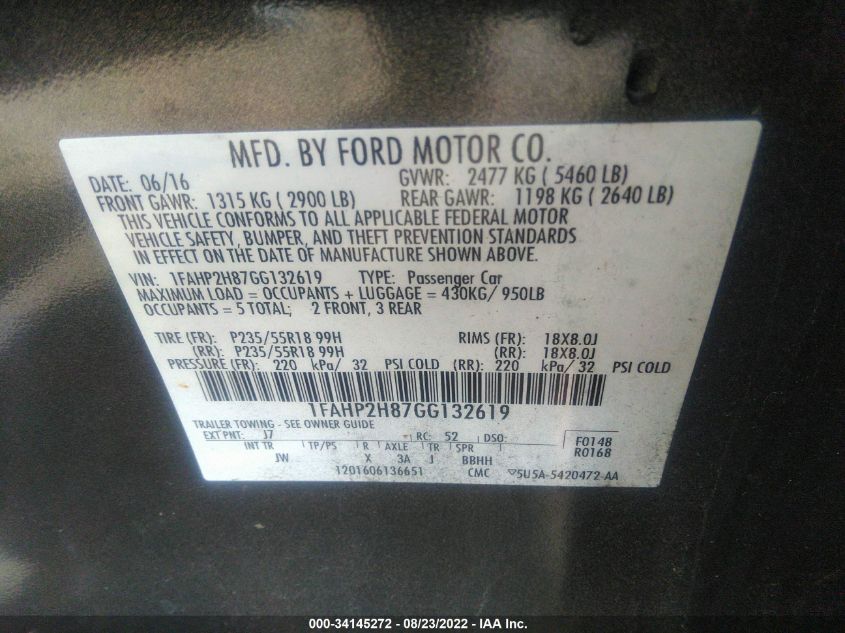 MFD. BY FORD MOTOR CO.
DATE: 06/16 GVWR: 2477 KG ( 5460 LB)
FRONT GAWR: 1315 KG ( 2900 LB) REAR GAWR: 1198 KG ( 2640 LB)
THIS VEHICLE CONFORMS TO ALL APPLICABLE FEDERAL MOTOR
VEHICLE SAFETY, BUMPER, AND THEFT PREVENTION STANDARDS
IN EFFECT ON THE DATE OF MANUFACTURE SHOWN ABOVE.
VIN: 1FAHP2H87GG132619 TYPE: Passenger Car
MAXIMUM LOAD = OCCUPANTS + LUGGAGE = 430KG/ 950LB
OCCUPANTS = 5 TOTAL; 2 FRONT, 3 REAR
TIRE (FR): P235/55R18 99H RIMS (FR): 18X8.0J
(RR): P235/55R18 99H (RR): 18X8.0J
PRESSURE (FR): 220 kPa/ 32 PSI COLD (RR): 220 kPa/ 32 PSI COLD
1FAHP2H87GG132619
TRAILER TOWING - SEE OWNER GUIDE
EXT PNT: J7 RC: 52 DSO: F0148
INT TR TP/PS R AXLE TR SPR R0168
JW X 3A J BBHH
1201606136651 CMC 5U5A-5420472-AA
000-34145272 - 08/23/2022 - IAA Inc.